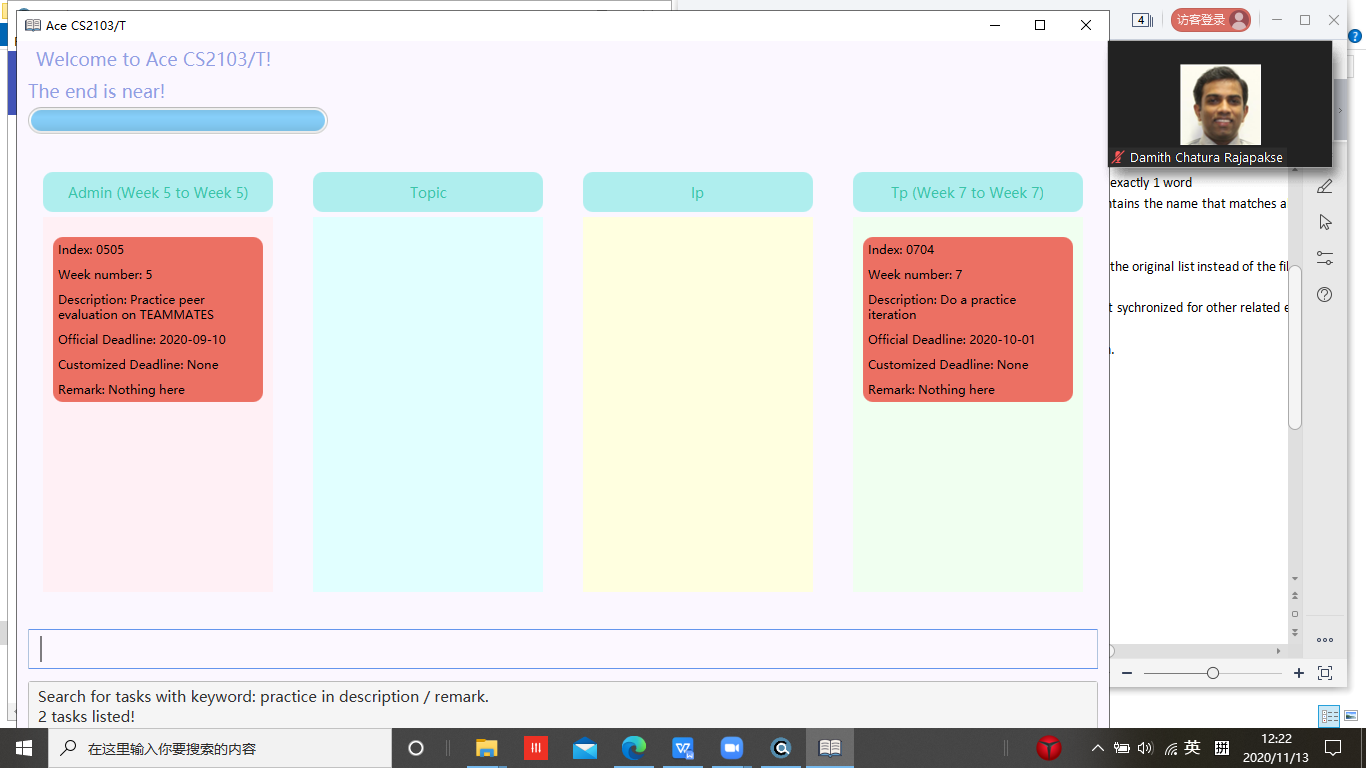 Ace CS2103/T
4
访客登录
Welcome to Ace CS2103/T!
The end is near!
Damith Chatura Rajapakse
Admin (Week 5 to Week 5)
Topic
Ip
Tp (Week 7 to Week 7)
Index: 0505
Week number: 5
Description: Practice peer
evaluation on TEAMMATES
Official Deadline: 2020-09-10
Customized Deadline: None
Remark: Nothing here
Index: 0704
Week number: 7
Description: Do a practice
iteration
Official Deadline: 2020-10-01
Customized Deadline: None
Remark: Nothing here
exactly 1 word
the name that matches a
the original list instead of the
sychronized for other related
Search for tasks with keyword: practice in description / remark.
2 tasks listed!
在这里输入你要搜索的内容
英
拼
12:22
2020/11/13